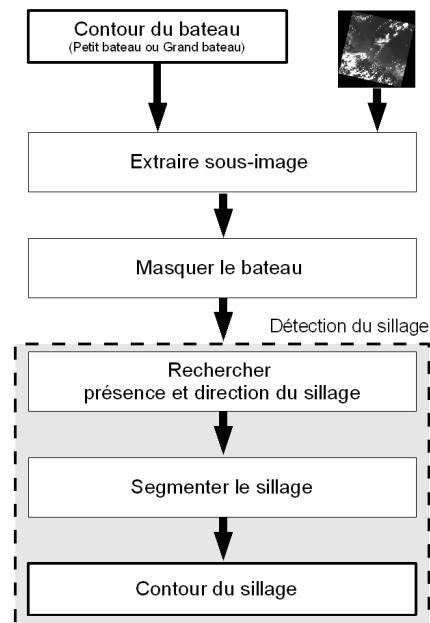 Contour du bateau
(Petit bateau ou Grand bateau)
Extraire sous-image
Masquer le bateau
Détection du sillage
Rechercher
présence et direction du sillage
Segmenter le sillage
Contour du sillage